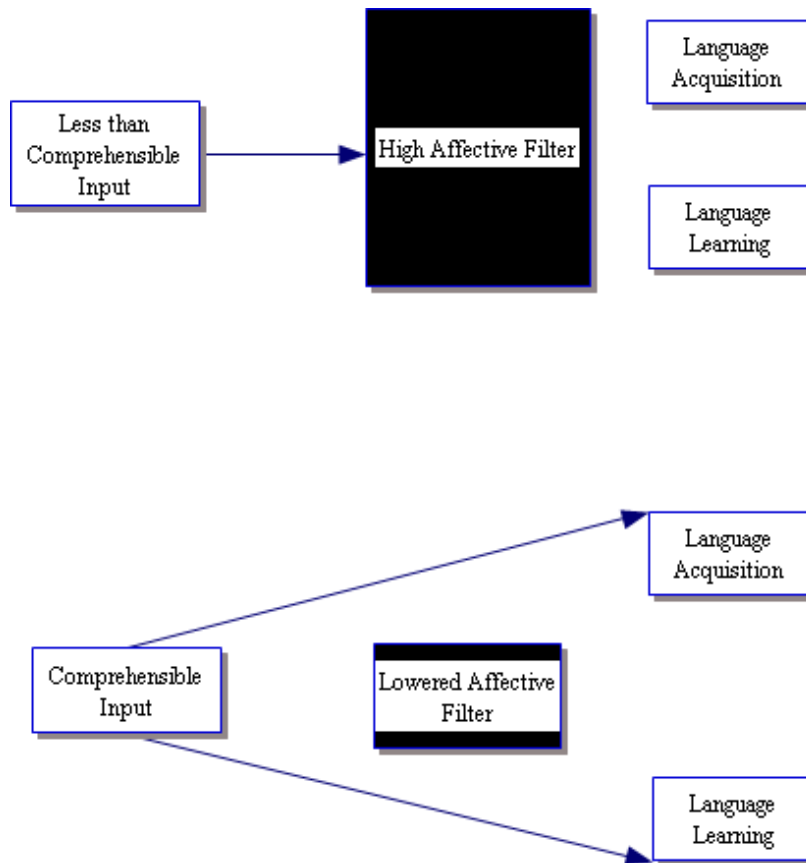 Language
Acquisition
Less than
Comprehensible
Input
High Affective Filter
Language
Learning
Language
Acquisition
Comprehensible
Input
Lowered Affective
Filter
Language
Learning